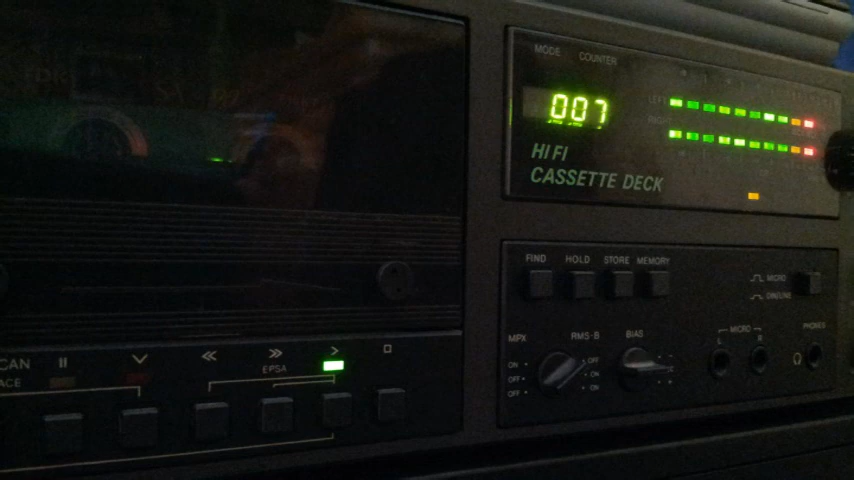 TDK
MODE COUNTER
007
LEFT
RIGHT
HI FI
CASSETTE DECK
FIND HOLD STORE MEMORY
MICRO
DIN/LINE
MPX RMS-B BIAS MICRO PHONES
ON OFF L R
OFF ON
OFF ON
CAN
ACE EPSA